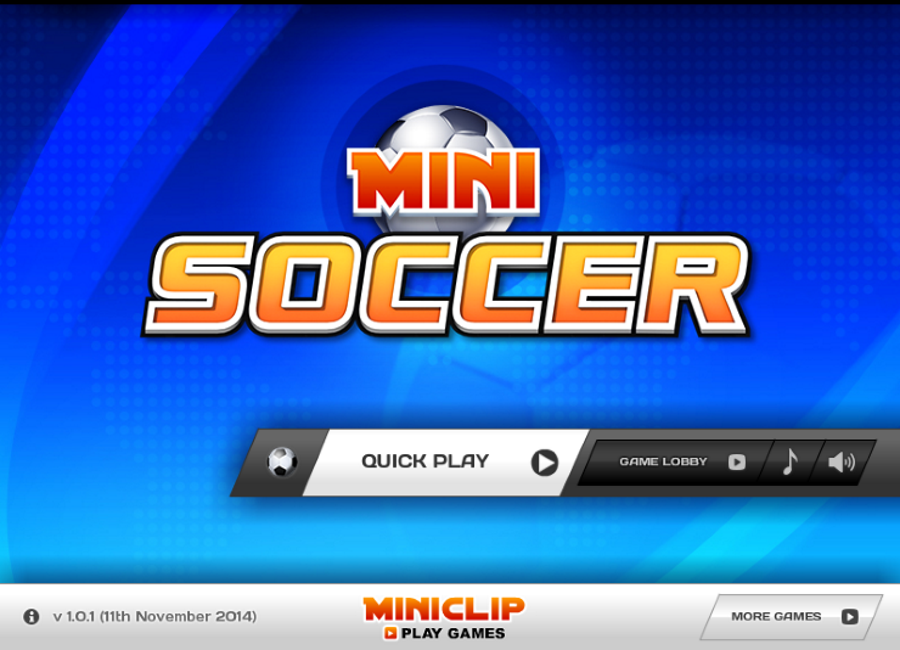 MINI
SOCCER
QUICK PLAY
GAME LOBBY
v 1.0.1 (11th November 2014)
MINICLIP
PLAY GAMES
MORE GAMES